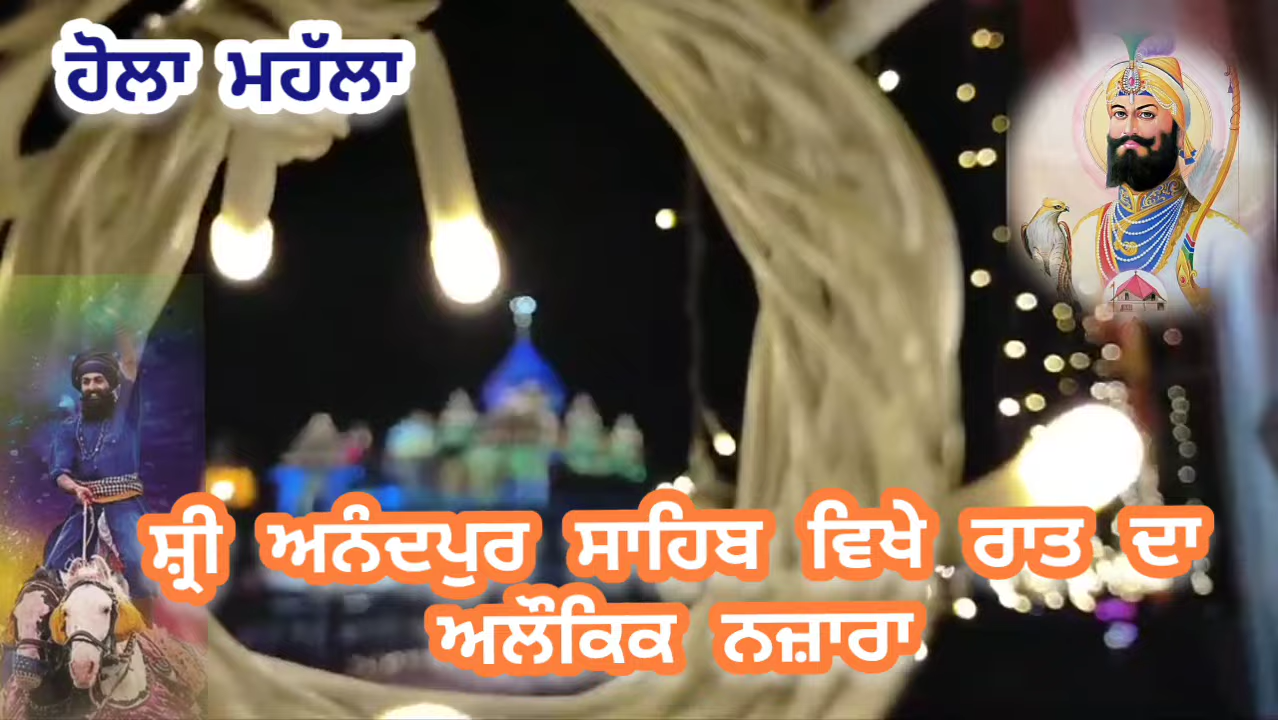 ਹੋਲਾ ਮਹੱਲਾ
ਸ਼੍ਰੀ ਅਨੰਦਪੁਰ ਸਾਹਿਬ ਵਿਖੇ ਰਾਤ ਦਾ
ਅਲੌਕਿਕ ਨਜ਼ਾਰਾ